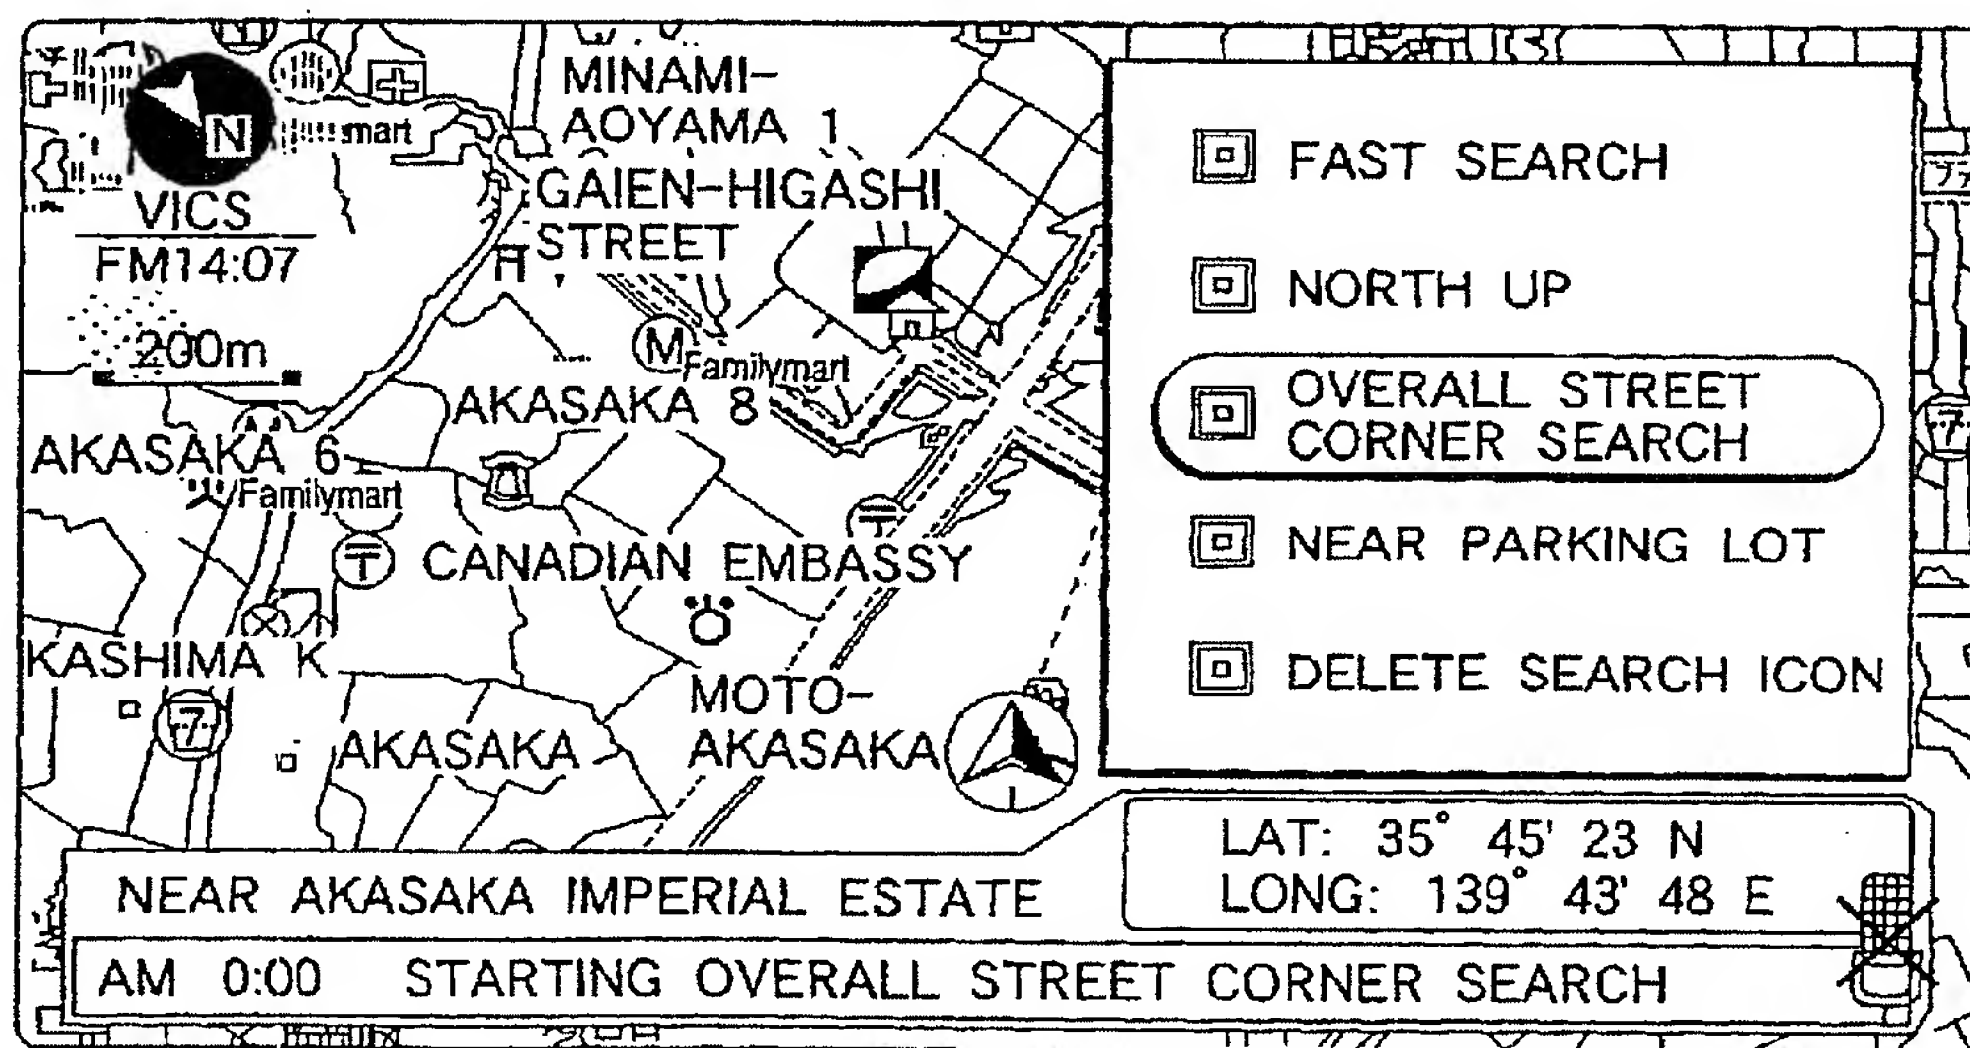 MINAMI-
AOYAMA 1
N
mart
GAIEN-HIGASHI
STREET
VICS
FM14:07
200m
M
Familymart
AKASAKA 8
AKASAKA 6
Familymart
CANADIAN EMBASSY
KASHIMA K
7
MOTO-
AKASAKA
AKASAKA
FAST SEARCH
NORTH UP
OVERALL STREET
CORNER SEARCH
NEAR PARKING LOT
DELETE SEARCH ICON
7
LAT: 35° 45' 23 N
LONG: 139° 43' 48 E
NEAR AKASAKA IMPERIAL ESTATE
AM 0:00 STARTING OVERALL STREET CORNER SEARCH